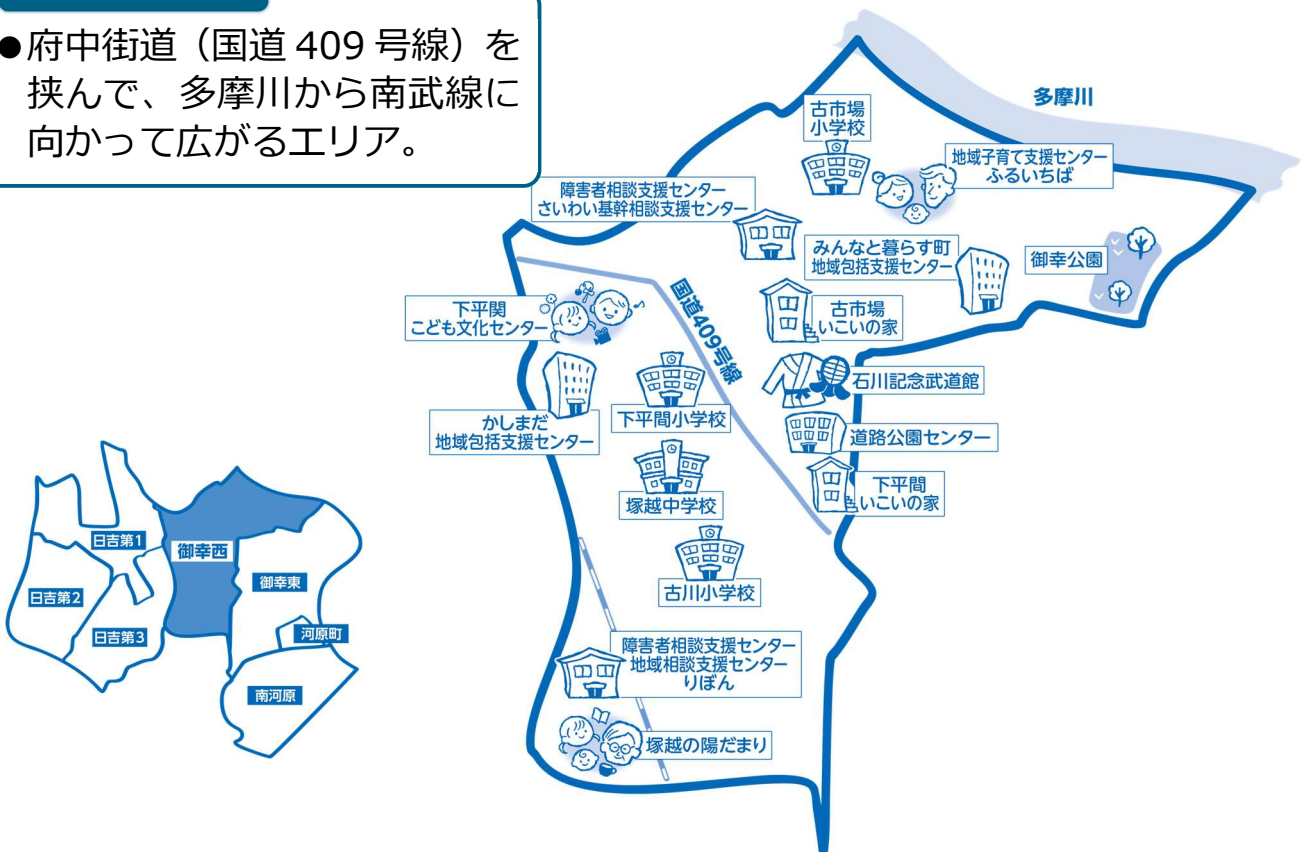 ●府中街道（国道 409 号線）を
挟んで、多摩川から南武線に
向かって広がるエリア。
多摩川
古市場
小学校
地域子育て支援センター
ふるいちば
障害者相談支援センター
さいわい基幹相談支援センター
みんなと暮らす町
地域包括支援センター
御幸公園
下平関
こども文化センター
国道409号線
古市場
いこいの家
石川記念武道館
かしまだ
地域包括支援センター
下平間小学校
道路公園センター
塚越中学校
下平間
いこいの家
古川小学校
障害者相談支援センター
地域相談支援センター
りぼん
塚越の陽だまり
日吉第1
御幸西
御幸東
日吉第2
日吉第3
河原町
南河原